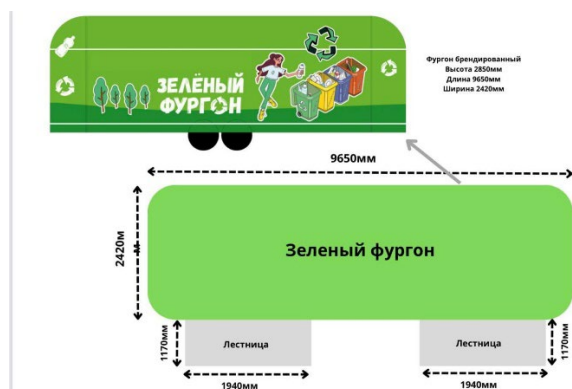 ЗЕЛЁНЫЙ
ФУРГОН
Фургон брендированный
Высота 2850мм
Длина 9650мм
Ширина 2420мм
9650мм
2420м
м
Зеленый фургон
1170мм
Лестница
1940мм
Лестница
1170мм
1940мм